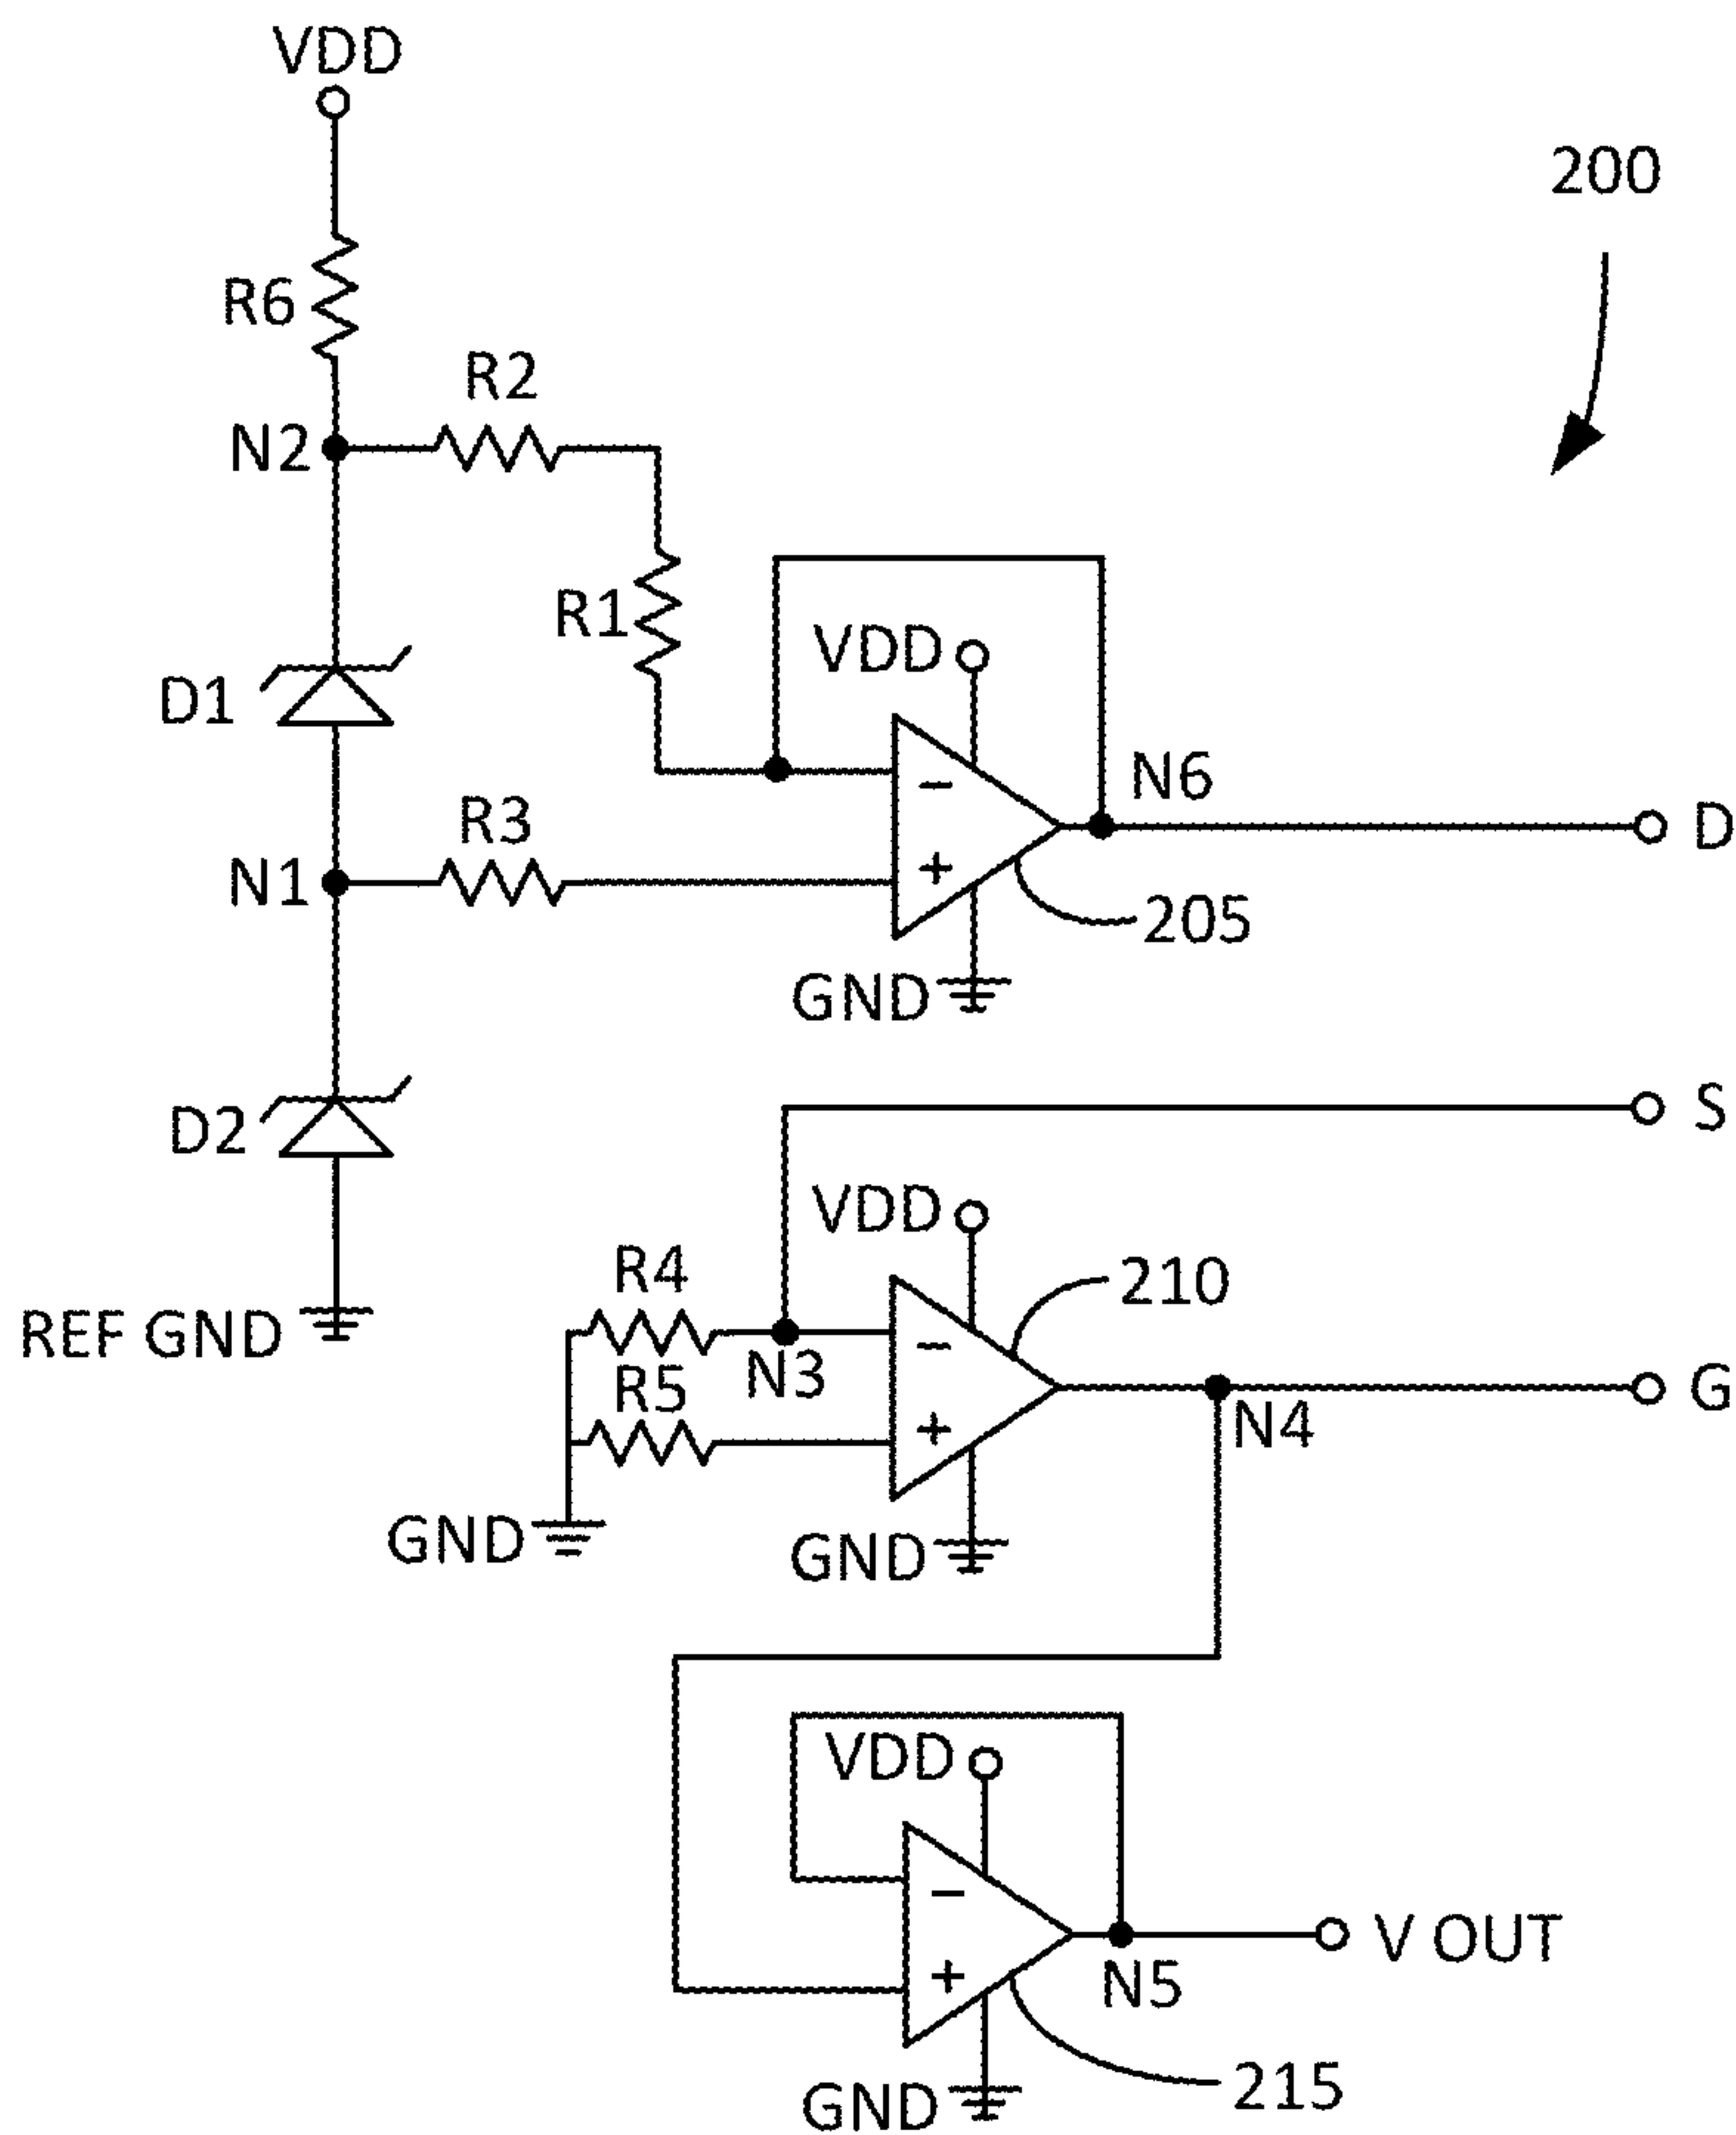 VDD
200
R6
R2
N2
R1
VDD
D1
N6
R3
D
N1
205
GND
S
D2
VDD
R4
210
REF GND
N3
R5
G
N4
GND
GND
VDD
V OUT
N5
215
GND
−
+
−
+
−
+